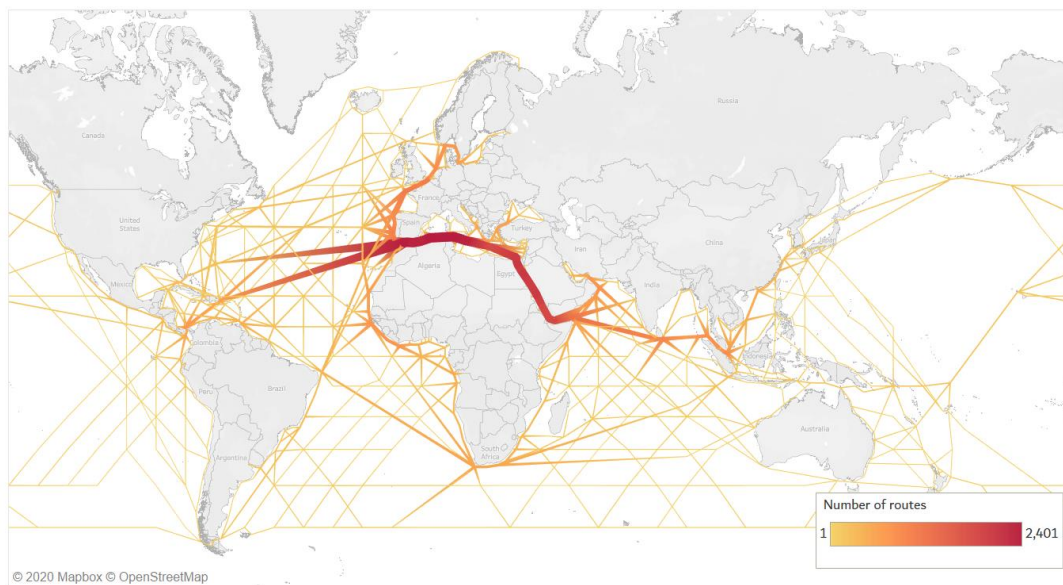 Russia
Canada
France
United
States
Spain
Turkey
China
Iran
Algeria
Egypt
Mexico
India
Colombia
Indonesia
Peru
Brazil
Australia
South
Africa
Argentina
Number of routes
1
2,401
© 2020 Mapbox © OpenStreetMap